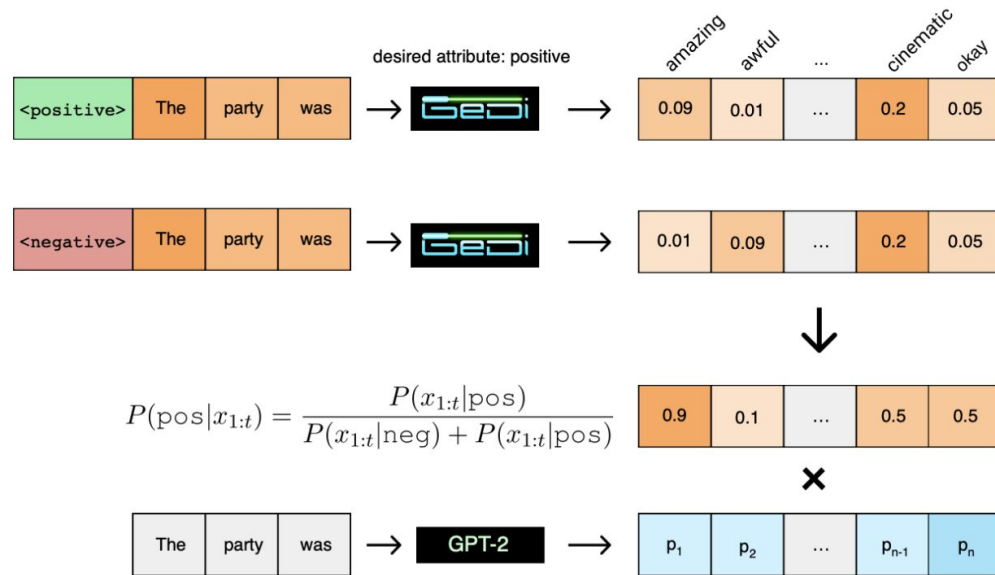 desired attribute: positive
amazing awful ... cinematic okay
<positive> The party was GeDi 0.09 0.01 ... 0.2 0.05
<negative> The party was GeDi 0.01 0.09 ... 0.2 0.05
P(pos|x₁:ₜ) = P(x₁:ₜ|pos) / P(x₁:ₜ|neg) + P(x₁:ₜ|pos) 0.9 0.1 ... 0.5 0.5
×
The party was GPT-2 p₁ p₂ ... pₙ₋₁ pₙ